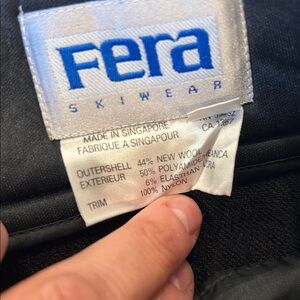 Fera
SKIWEAR
MADE IN SINGAPORE
FABRIQUE A SINGAPOUR
CA
OUTERSHELL 44% NEW WOOL
EXTERIEUR 50% POLYAMIDE
6% ELASTHAN
TRIM 100% NYLON